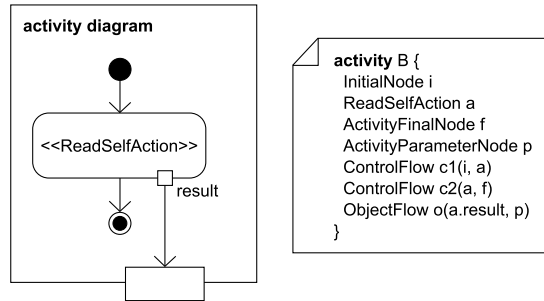 activity diagram
<<ReadSelfAction>>
result
activity B {
InitialNode i
ReadSelfAction a
ActivityFinalNode f
ActivityParameterNode p
ControlFlow c1(i, a)
ControlFlow c2(a, f)
ObjectFlow o(a.result, p)
}